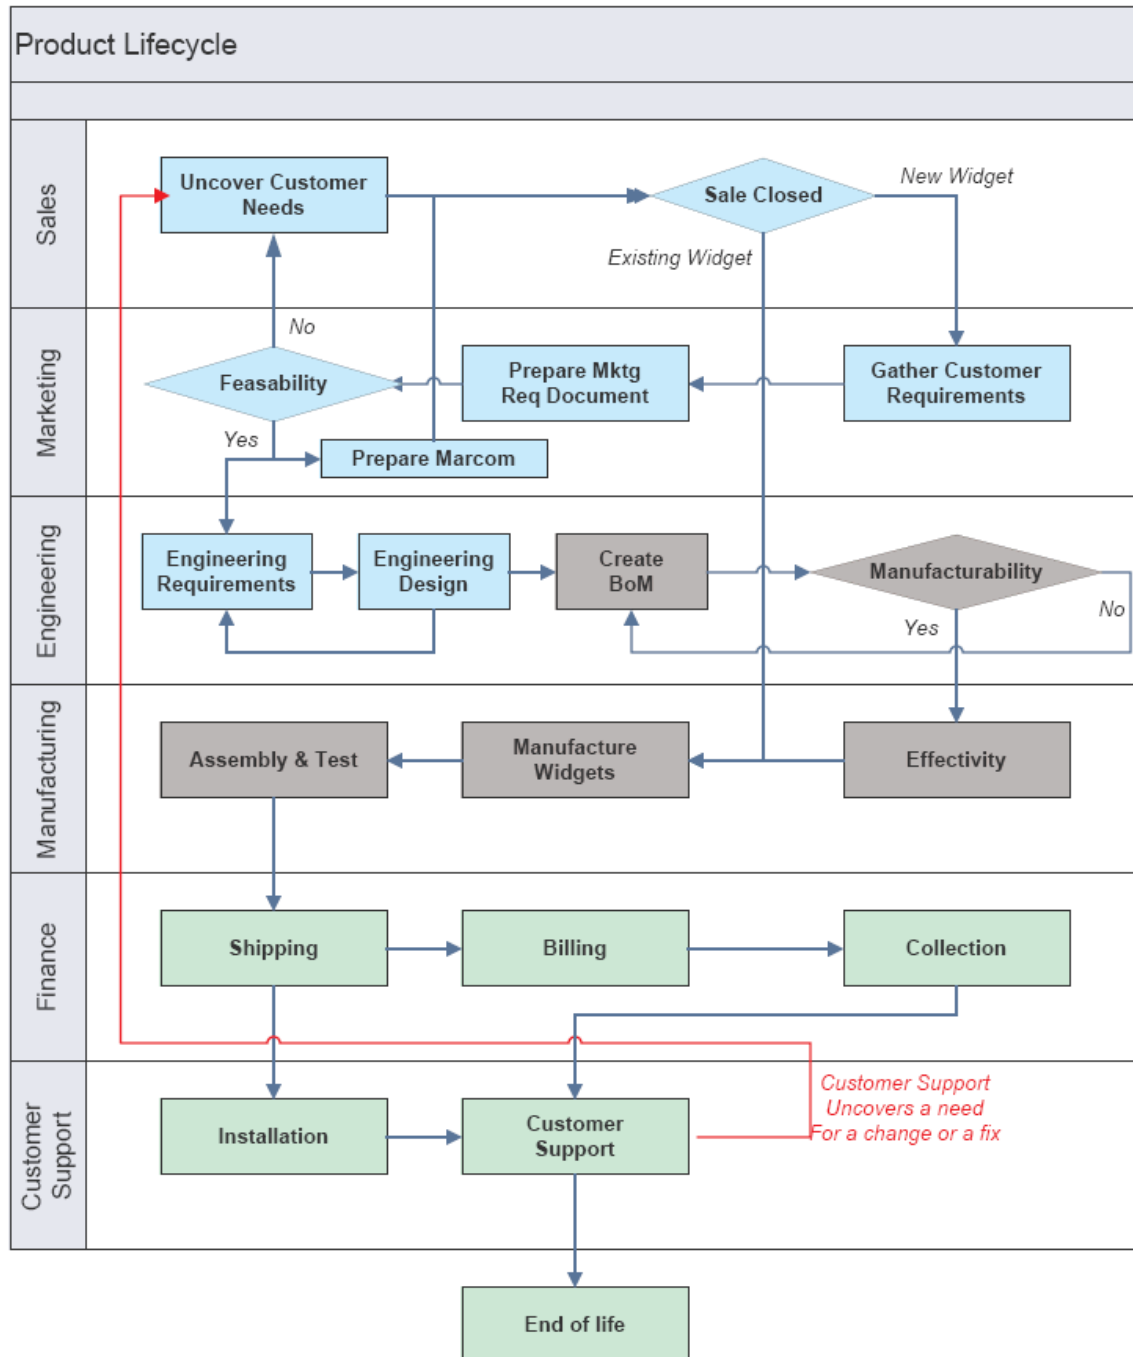 Product Lifecycle
Sales
Uncover Customer
Needs
Sale Closed
New Widget
Existing Widget
Marketing
No
Feasability
Prepare Mktg
Req Document
Gather Customer
Requirements
Yes
Prepare Marcom
Engineering
Engineering
Requirements
Engineering
Design
Create
BoM
Manufacturability
No
Yes
Manufacturing
Assembly & Test
Manufacture
Widgets
Effectivity
Finance
Shipping
Billing
Collection
Customer
Support
Installation
Customer
Support
Customer Support
Uncovers a need
For a change or a fix
End of life